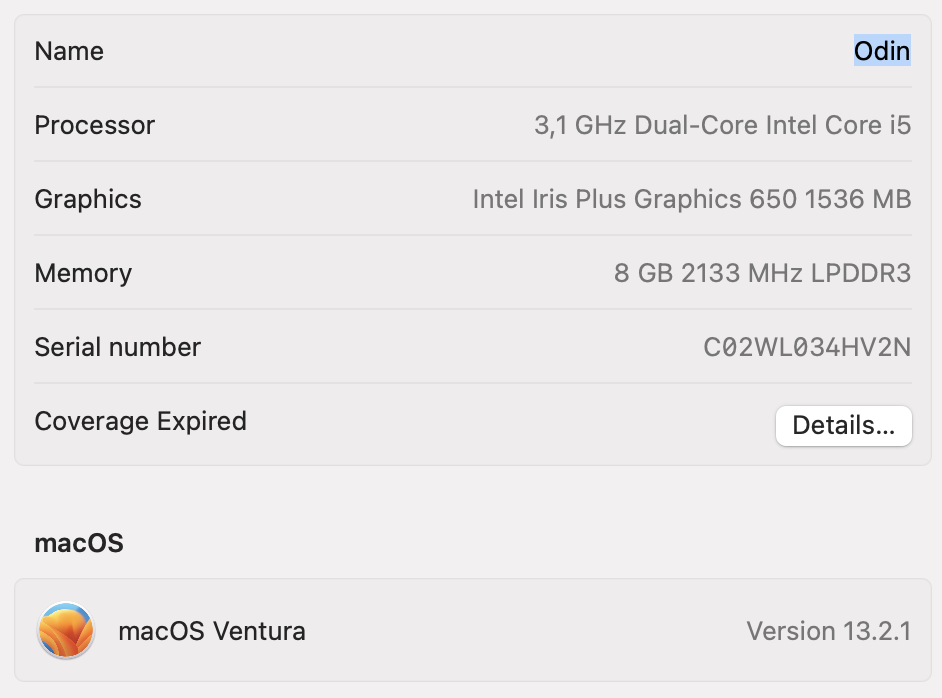 Name Odin
Processor 3,1 GHz Dual-Core Intel Core i5
Graphics Intel Iris Plus Graphics 650 1536 MB
Memory 8 GB 2133 MHz LPDDR3
Serial number C02WL034HV2N
Coverage Expired Details...
macOS
macOS Ventura Version 13.2.1